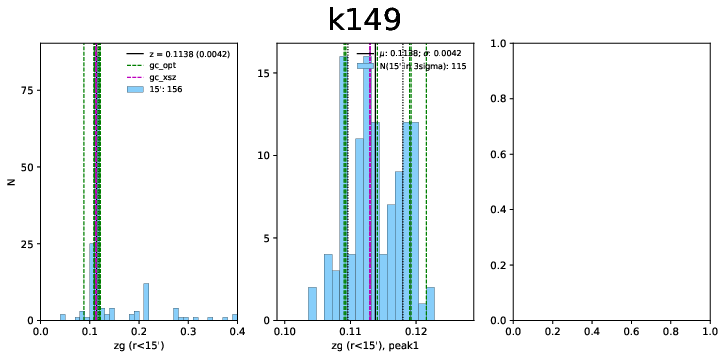 k149
z = 0.1138 (0.0042)
gc_opt
gc_xsz
15': 156
N
0
25
50
75
0.0 0.1 0.2 0.3 0.4
zg (r<15')
μ: 0.1138; σ: 0.0042
N(15' in 3sigma): 115
0
5
10
15
0.10 0.11 0.12
zg (r<15'), peak1
1.0
0.8
0.6
0.4
0.2
0.0
0.0 0.2 0.4 0.6 0.8 1.0